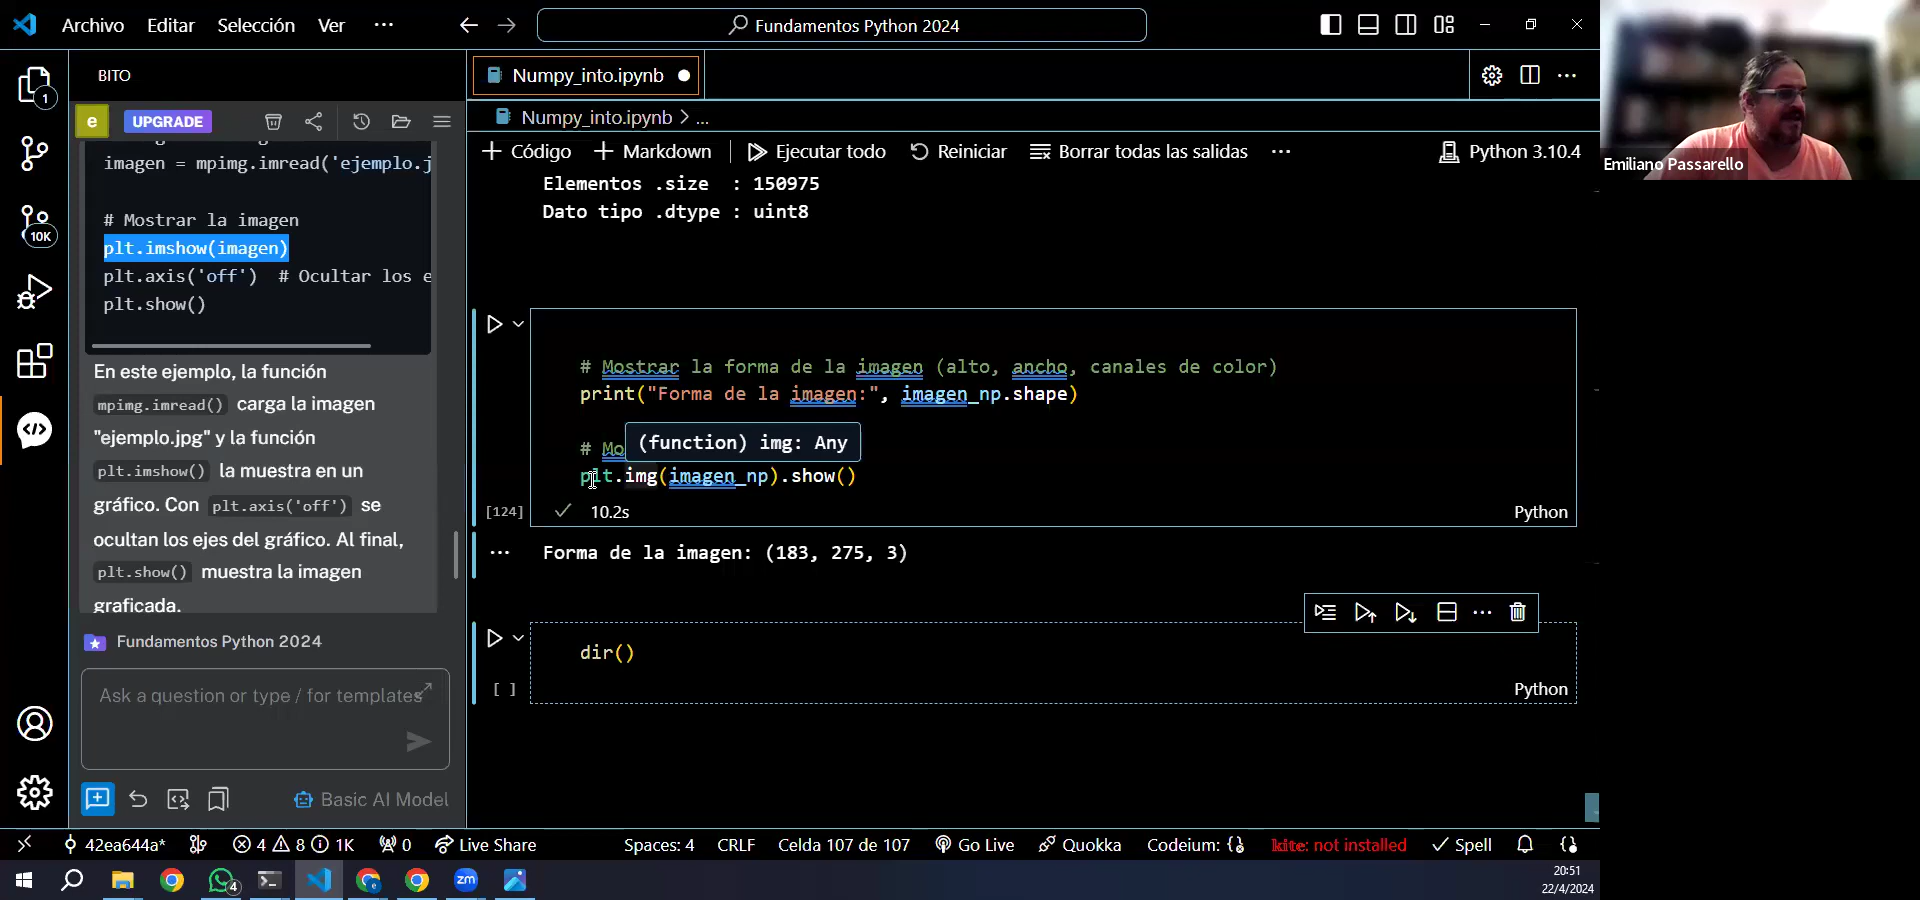 Archivo Editar Selección Ver ···
Fundamentos Python 2024
BITO
e UPGRADE
imagen = mpimg.imread('ejemplo.j
# Mostrar la imagen
plt.imshow(imagen)
plt.axis('off') # Ocultar los e
plt.show()
En este ejemplo, la función
mpimg.imread() carga la imagen
"ejemplo.jpg" y la función
plt.imshow() la muestra en un
gráfico. Con plt.axis('off') se
ocultan los ejes del gráfico. Al final,
plt.show() muestra la imagen
graficada.
Fundamentos Python 2024
Ask a question or type / for templates
Basic AI Model
1
10K
Numpy_into.ipynb
Numpy_into.ipynb > ...
Código Markdown Ejecutar todo Reiniciar Borrar todas las salidas ··· Python 3.10.4
Elementos .size : 150975
Dato tipo .dtype : uint8
# Mostrar la forma de la imagen (alto, ancho, canales de color)
print("Forma de la imagen:", imagen_np.shape)
(function) img: Any
# Mo
plt.img(imagen_np).show()
[124] 10.2s Python
Forma de la imagen: (183, 275, 3)
dir()
[ ] Python
Emiliano Passarello
42ea644a* 4 8 1K 0 Live Share Spaces: 4 CRLF Celda 107 de 107 Go Live Quokka Codeium: {} kite: not installed Spell
4 zm 20:51
22/4/2024